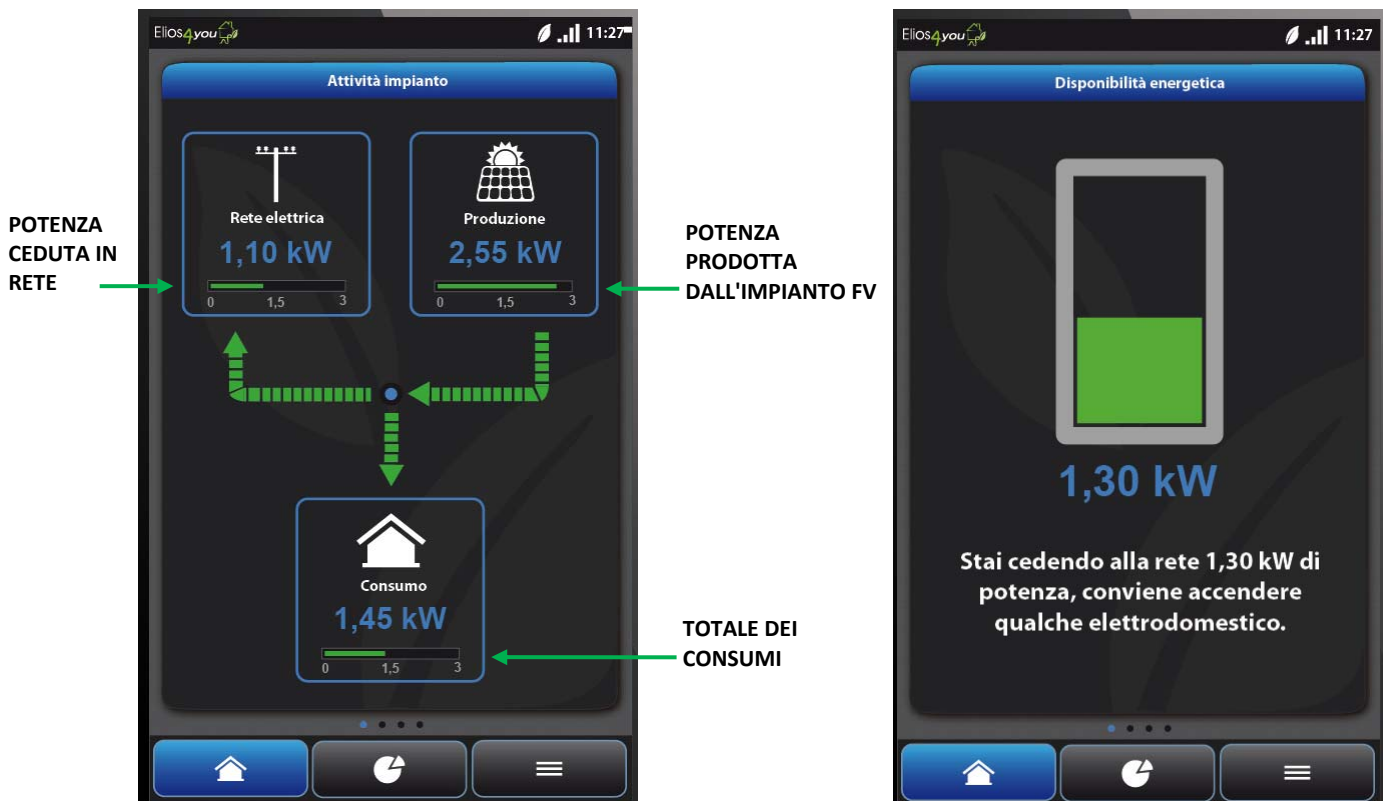 Elios4you
11:27
Attività impianto
Rete elettrica
1,10 kW
0 1,5 3
Produzione
2,55 kW
0 1,5 3
POTENZA
CEDUTA IN
RETE
POTENZA
PRODOTTA
DALL'IMPIANTO FV
Consumo
1,45 kW
0 1,5 3
TOTALE DEI
CONSUMI
Elios4you
11:27
Disponibilità energetica
1,30 kW
Stai cedendo alla rete 1,30 kW di
potenza, conviene accendere
qualche elettrodomestico.